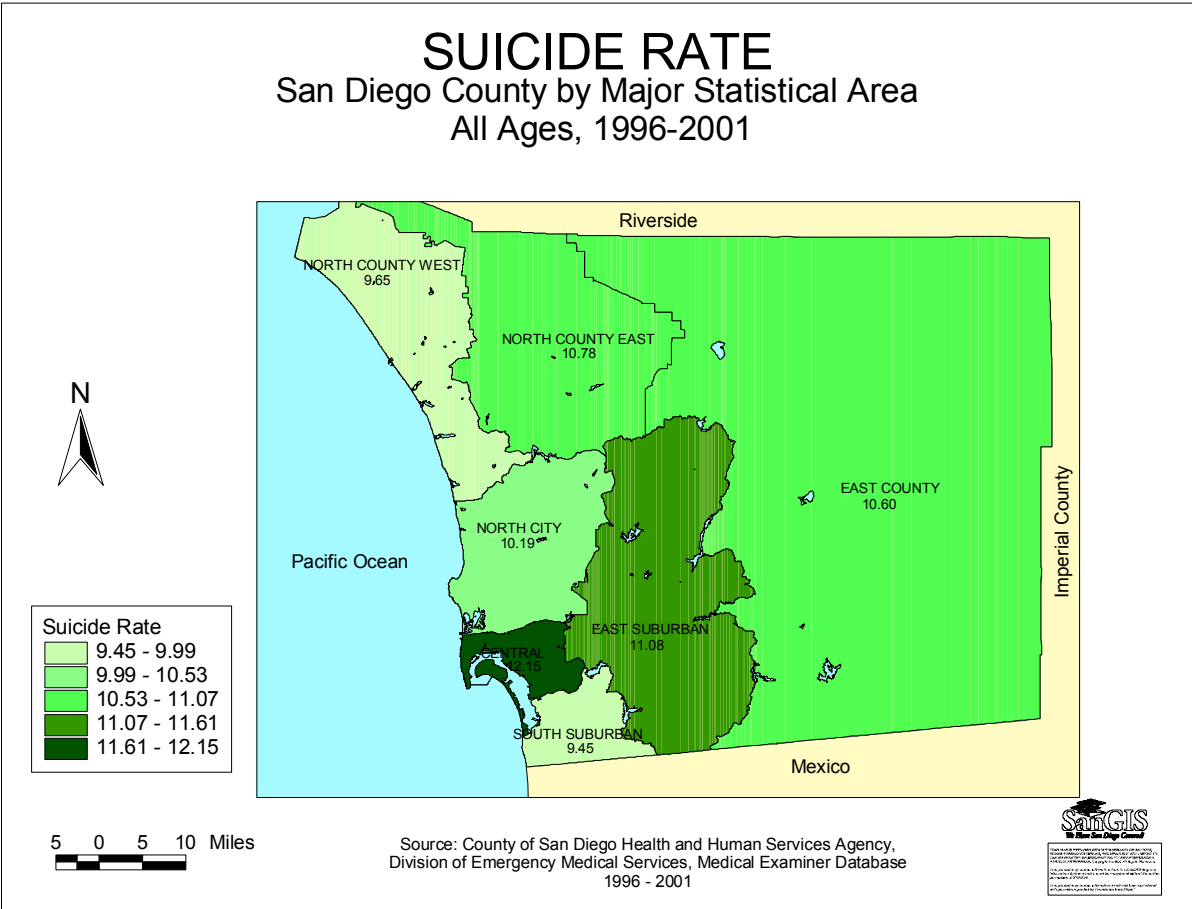 SUICIDE RATE
San Diego County by Major Statistical Area
All Ages, 1996-2001
Riverside
NORTH COUNTY WEST
9.65
NORTH COUNTY EAST
10.78
N
EAST COUNTY
10.60
Imperial County
NORTH CITY
10.19
Pacific Ocean
EAST SUBURBAN
11.08
CENTRAL
12.15
SOUTH SUBURBAN
9.45
Mexico
Suicide Rate
9.45 - 9.99
9.99 - 10.53
10.53 - 11.07
11.07 - 11.61
11.61 - 12.15
5 0 5 10 Miles
Source: County of San Diego Health and Human Services Agency,
Division of Emergency Medical Services, Medical Examiner Database
1996 - 2001
SanGIS
We Have San Diego Covered!